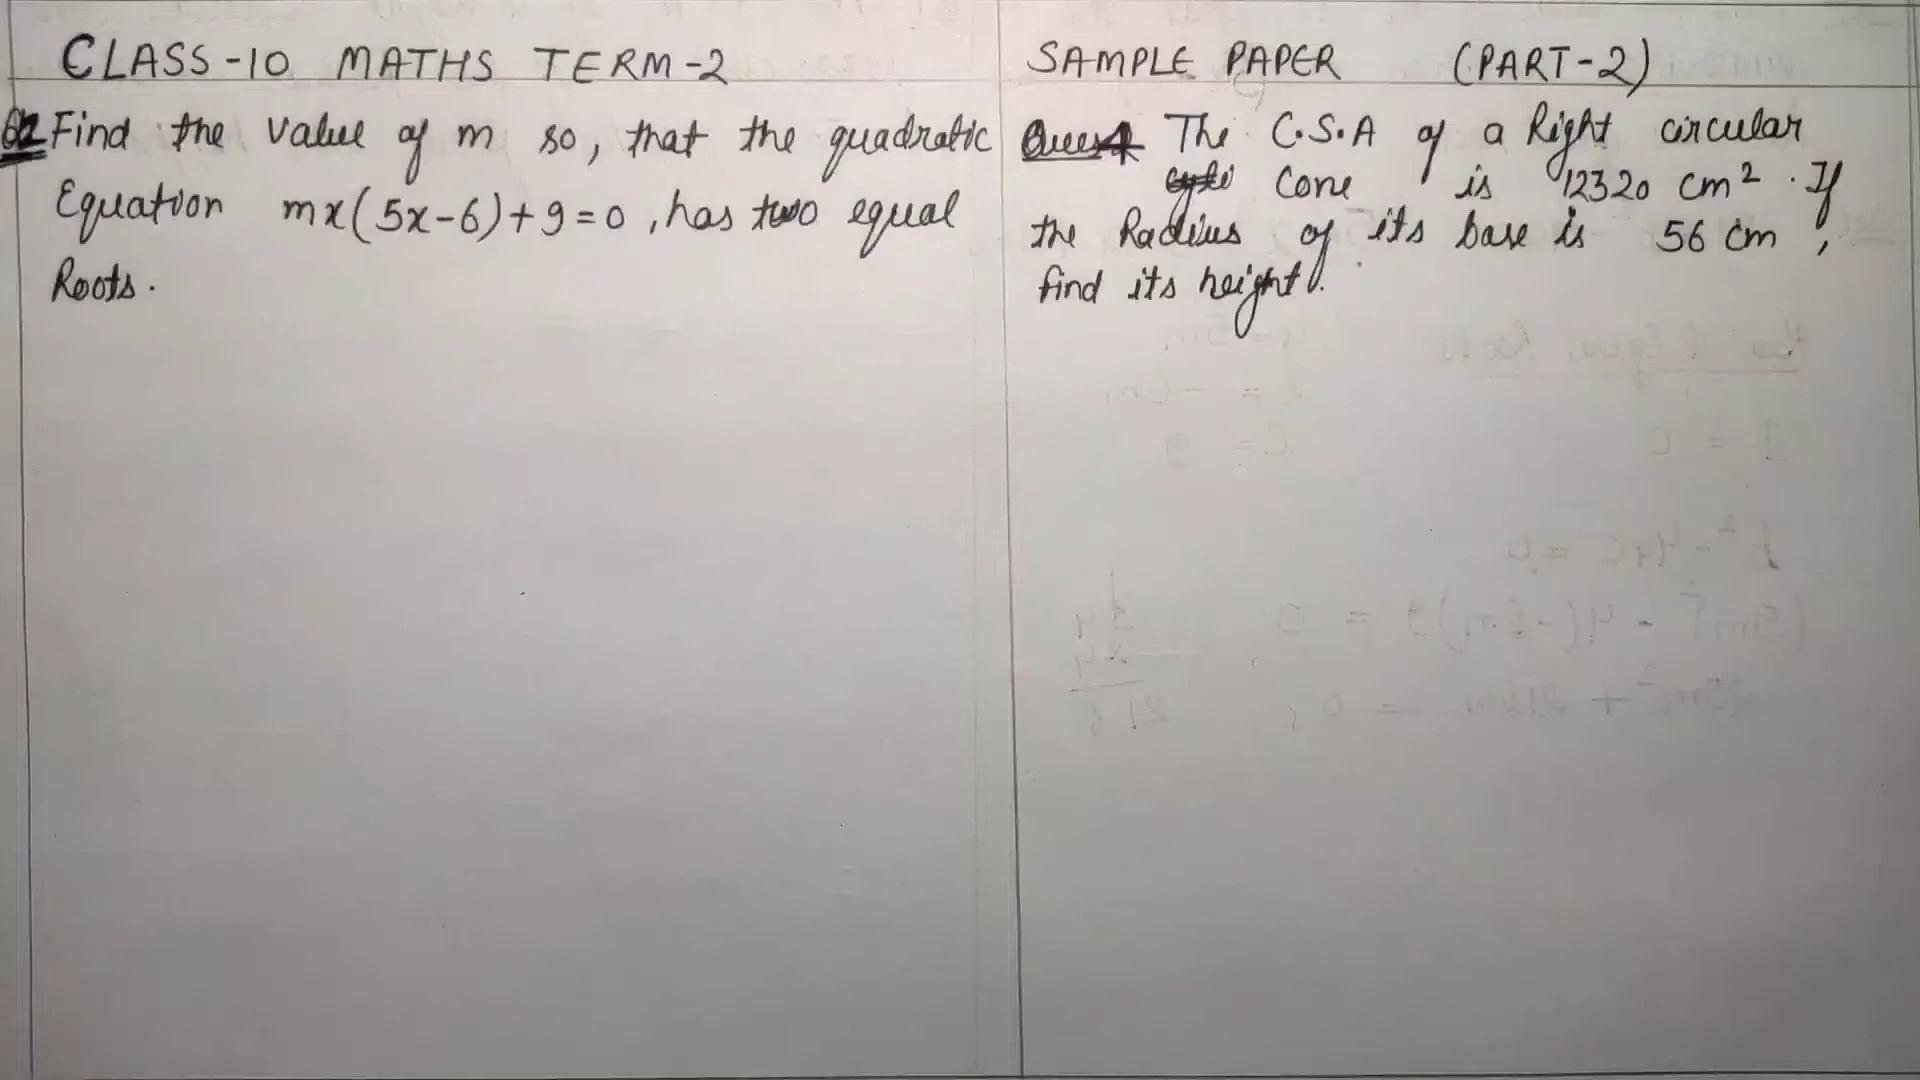 CLASS-10 MATHS TERM-2
Q2 Find the value of m so, that the quadratic
Equation mx(5x-6)+9=0, has two equal
Roots.
SAMPLE PAPER (PART-2)
Ques4 The C.S.A of a Right circular
Cone is 12320 cm². If
the Radius of its base is 56 cm,
find its height.